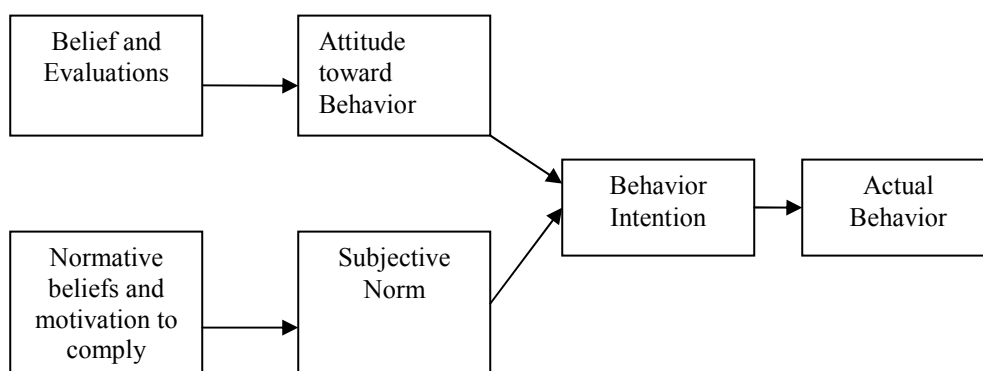 Belief and
Evaluations
Attitude
toward
Behavior
Behavior
Intention
Actual
Behavior
Normative
beliefs and
motivation to
comply
Subjective
Norm